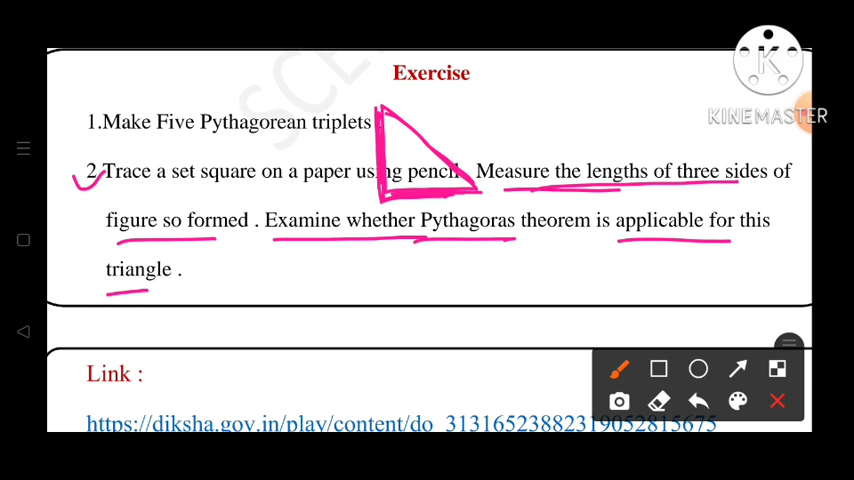 KINEMASTER
Exercise
1.Make Five Pythagorean triplets
2.Trace a set square on a paper using pencil . Measure the lengths of three sides of
figure so formed . Examine whether Pythagoras theorem is applicable for this
triangle .
Link :
https://diksha.gov.in/play/content/do_31316523882319052815675